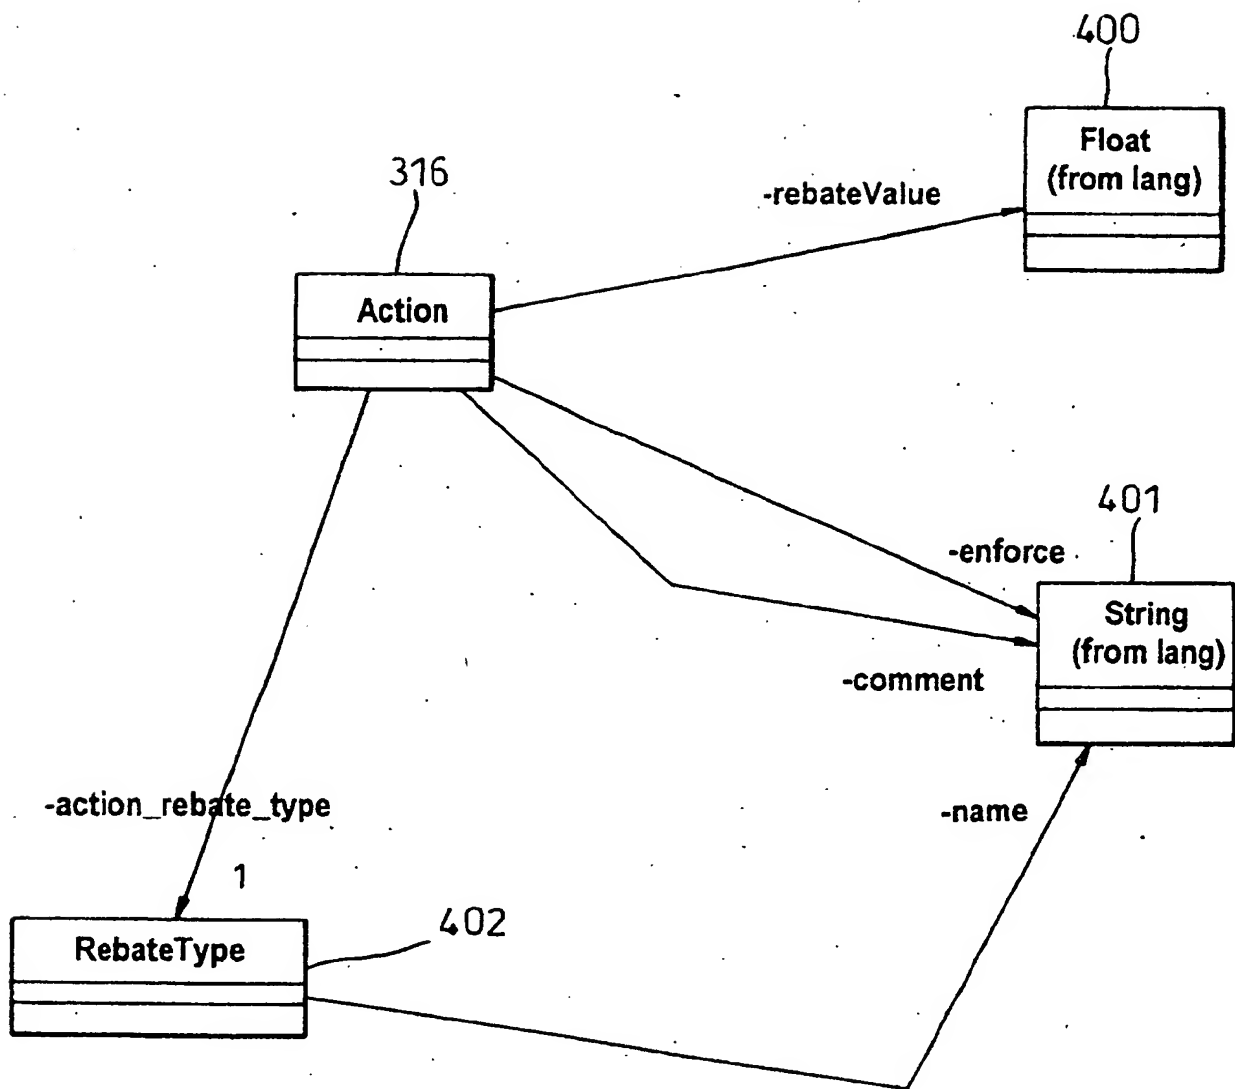 400
Float
(from lang)
316
-rebateValue
Action
401
-enforce
String
(from lang)
-comment
-action_rebate_type
-name
1
402
RebateType